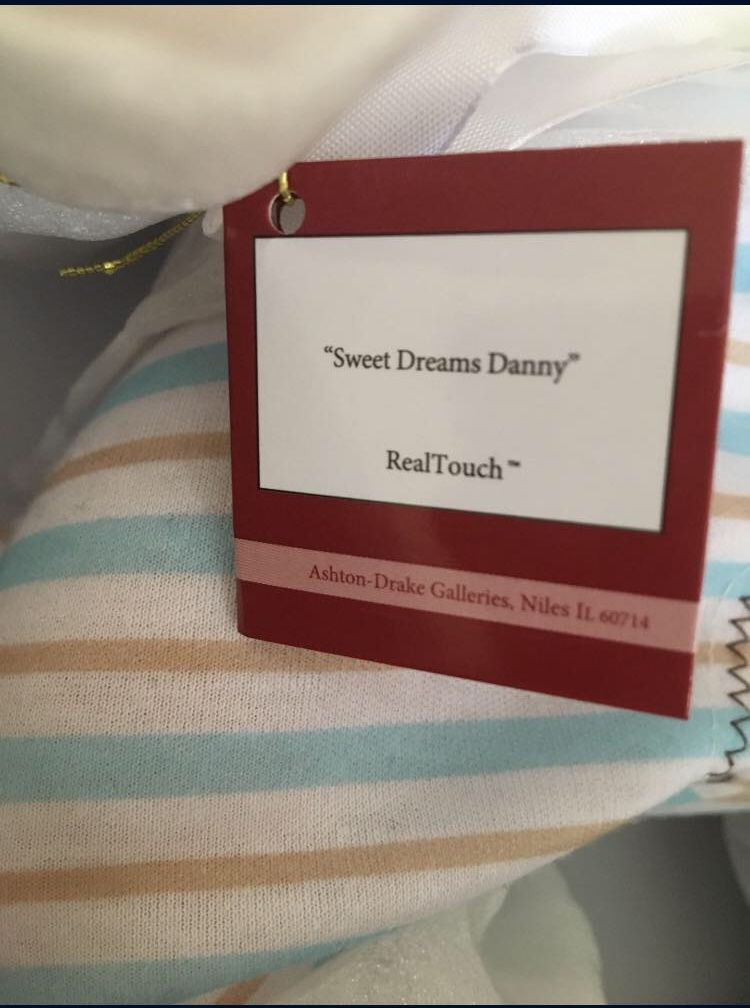 “Sweet Dreams Danny”
RealTouch™
Ashton-Drake Galleries, Niles IL 60714